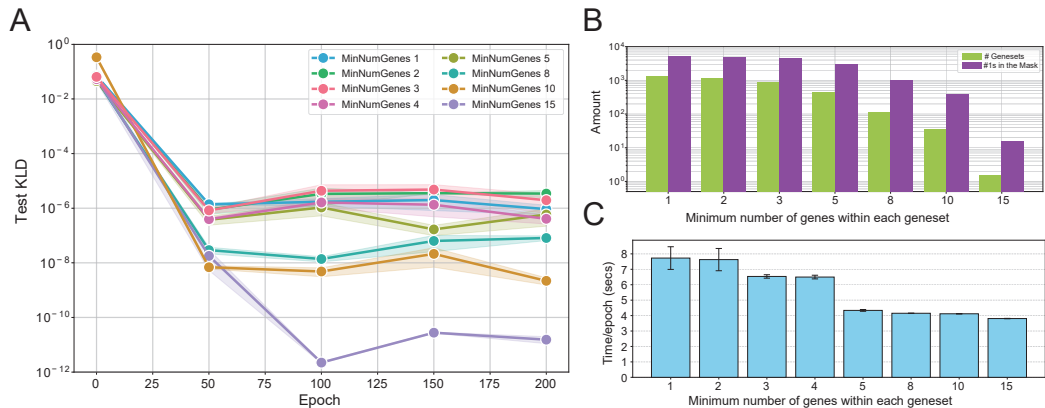 A
Test KLD
10^0
10^-2
10^-4
10^-6
10^-8
10^-10
10^-12
0 25 50 75 100 125 150 175 200
Epoch
MinNumGenes 1
MinNumGenes 2
MinNumGenes 3
MinNumGenes 4
MinNumGenes 5
MinNumGenes 8
MinNumGenes 10
MinNumGenes 15
B
Amount
10^4
10^3
10^2
10^1
10^0
# Genesets
#1s in the Mask
1 2 3 5 8 10 15
Minimum number of genes within each geneset
C
Time/epoch (secs)
8
7
6
5
4
3
2
1
0
1 2 3 4 5 8 10 15
Minimum number of genes within each geneset